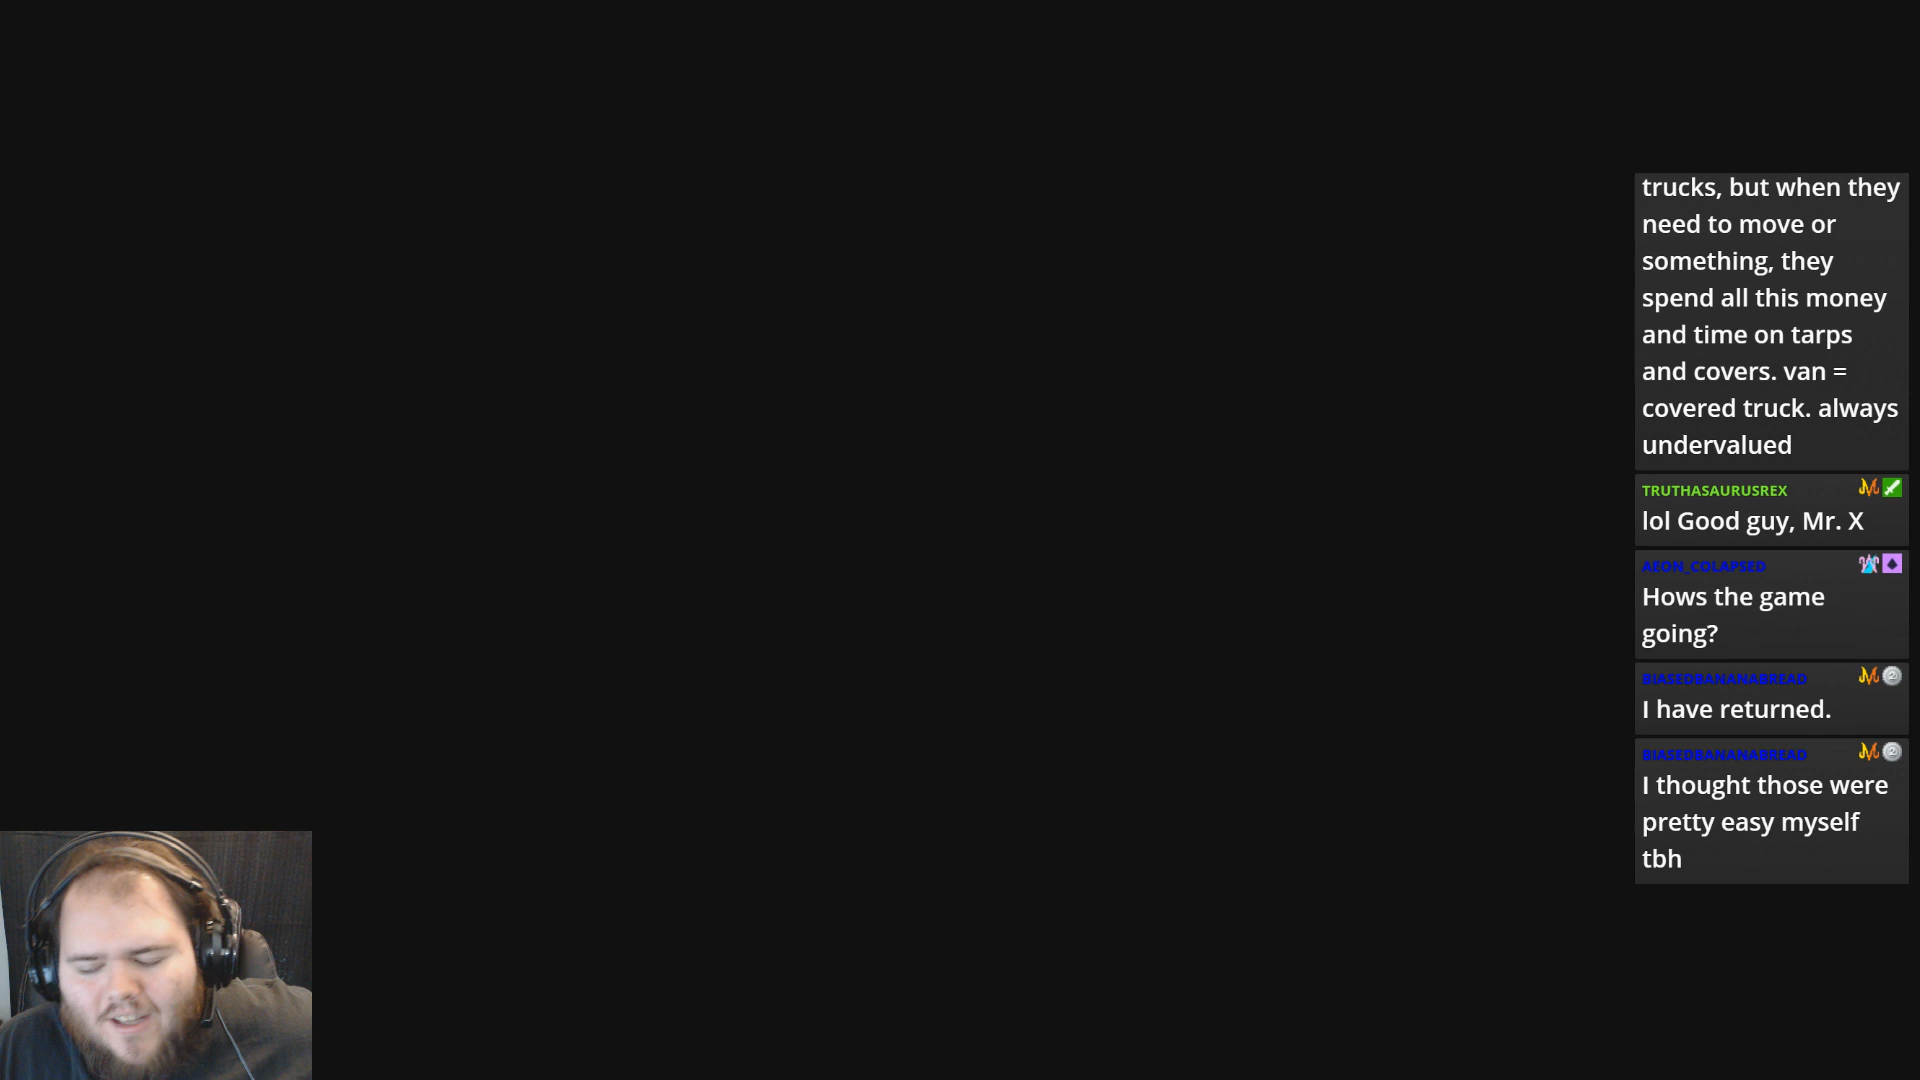 trucks, but when they
need to move or
something, they
spend all this money
and time on tarps
and covers. van =
covered truck. always
undervalued
TRUTHASAURUSREX
lol Good guy, Mr. X
AEON_COLAPSED
Hows the game
going?
BIASEDBANANABREAD
I have returned.
BIASEDBANANABREAD
I thought those were
pretty easy myself
tbh